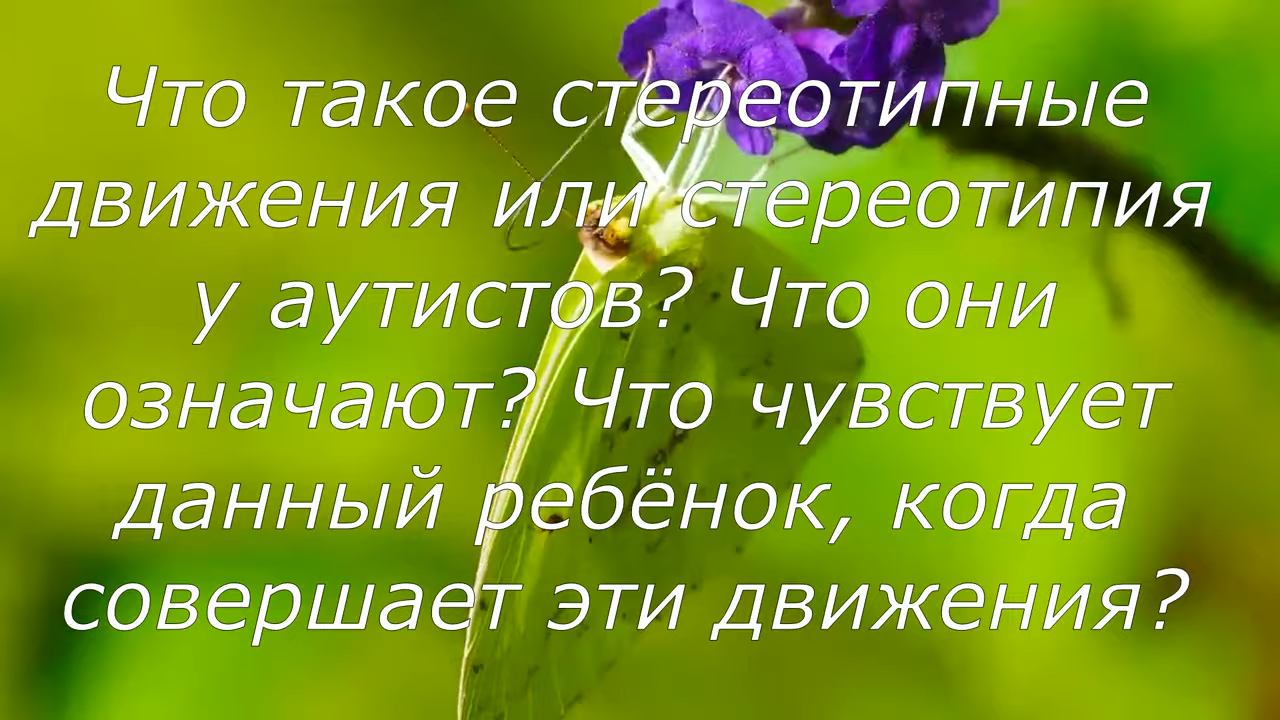 Что такое стереотипные
движения или стереотипия
у аутистов? Что они
означают? Что чувствует
данный ребёнок, когда
совершает эти движения?